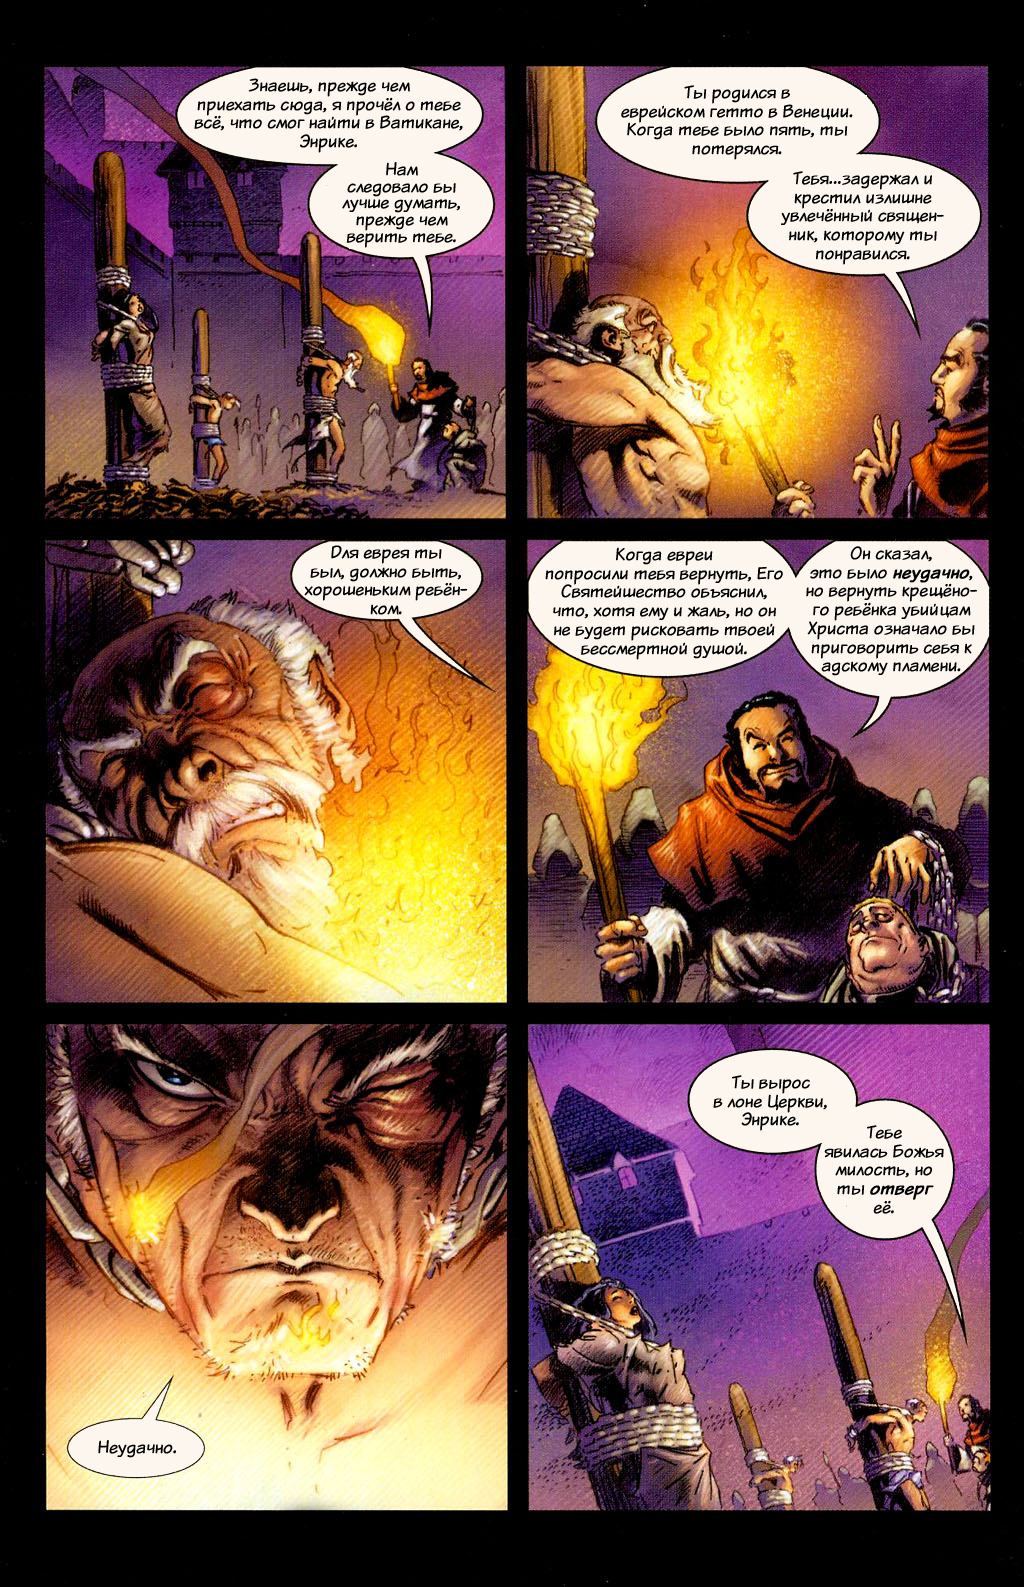 Знаешь, прежде чем
приехать сюда, я прочёл о тебе
всё, что смог найти в Ватикане,
Энрике.
Нам
следовало бы
лучше думать,
прежде чем
верить тебе.
Ты родился в
еврейском гетто в Венеции.
Когда тебе было пять, ты
потерялся.
Тебя...задержал и
крестил излишне
увлечённый священ-
ник, которому ты
понравился.
Для еврея ты
был, должно быть,
хорошеньким ребён-
ком.
Когда евреи
попросили тебя вернуть, Его
Святейшество объяснил,
что, хотя ему и жаль, но он
не будет рисковать твоей
бессмертной душой.
Он сказал,
это было неудачно,
но вернуть крещёно-
го ребёнка убийцам
Христа означало бы
приговорить себя к
адскому пламени.
Неудачно.
Ты вырос
в лоне Церкви,
Энрике.
Тебе
явилась Божья
милость, но
ты отверг
её.